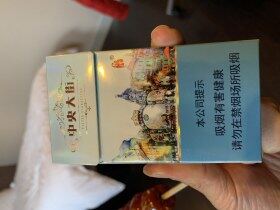 中央大街
本公司提示
吸烟有害健康
请勿在禁烟场所吸烟